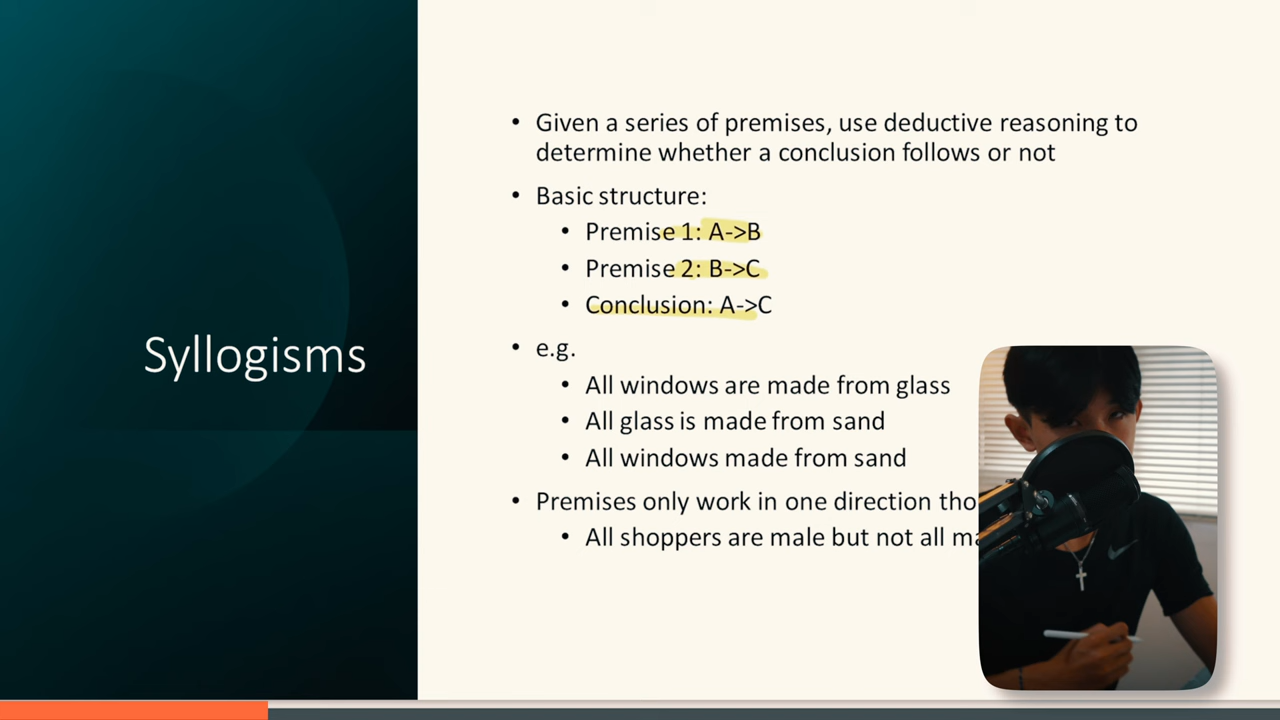 Syllogisms
• Given a series of premises, use deductive reasoning to
determine whether a conclusion follows or not
• Basic structure:
• Premise 1: A->B
• Premise 2: B->C
• Conclusion: A->C
• e.g.
• All windows are made from glass
• All glass is made from sand
• All windows made from sand
• Premises only work in one direction
• All shoppers are male but not all